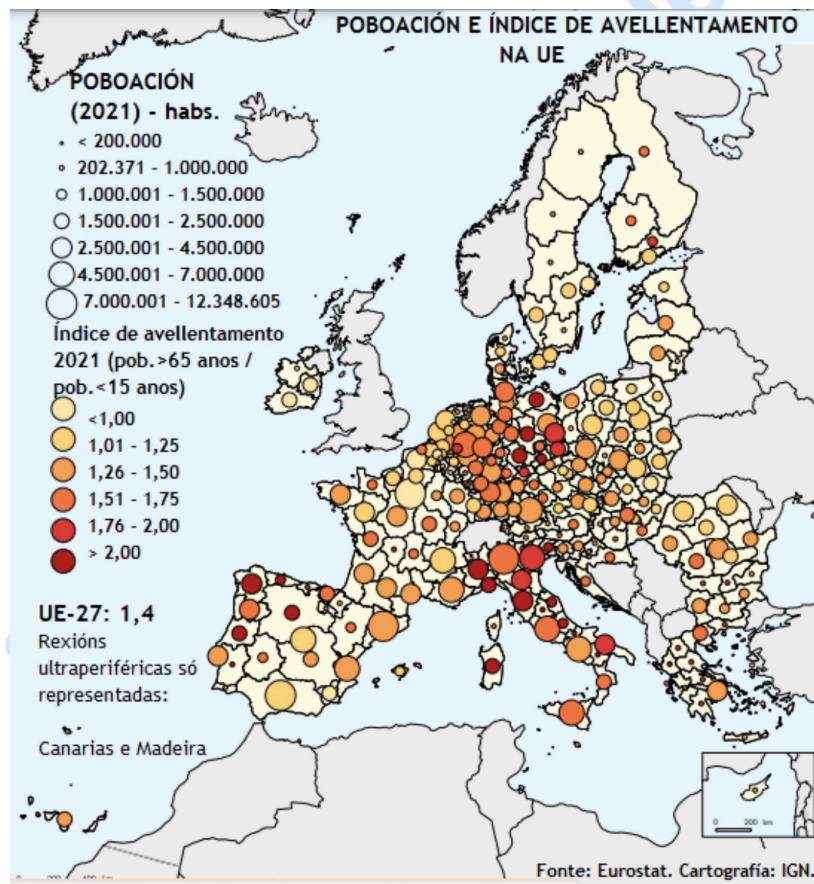 POBOACIÓN E ÍNDICE DE AVELLENTAMENTO
NA UE
POBOACIÓN
(2021) - habs.
< 200.000
202.371 - 1.000.000
1.000.001 - 1.500.000
1.500.001 - 2.500.000
2.500.001 - 4.500.000
4.500.001 - 7.000.000
7.000.001 - 12.348.605
Índice de avellentamento
2021 (pob.>65 anos /
pob.<15 anos)
<1,00
1,01 - 1,25
1,26 - 1,50
1,51 - 1,75
1,76 - 2,00
> 2,00
UE-27: 1,4
Rexións
ultraperiféricas só
representadas:
Canarias e Madeira
0 200 km
Fonte: Eurostat. Cartografía: IGN.